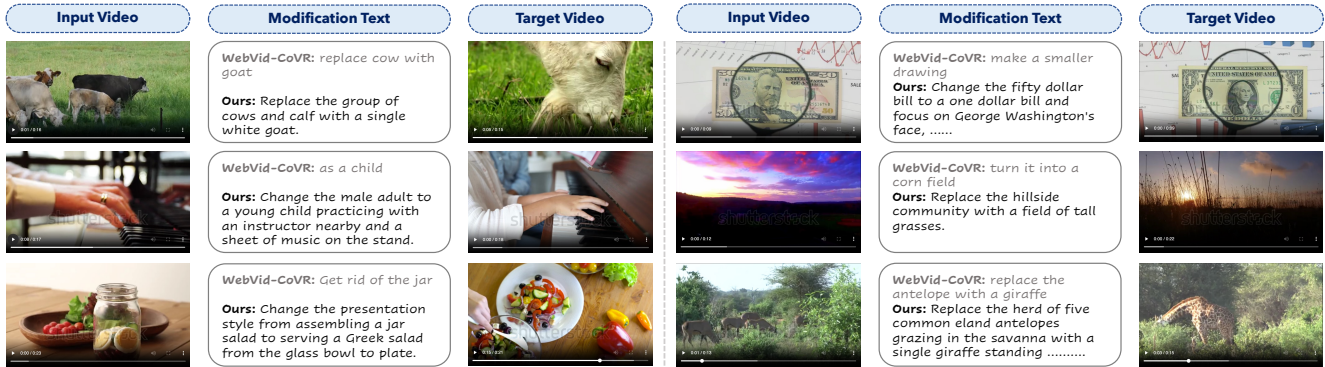 Input Video
Modification Text
Target Video
Input Video
Modification Text
Target Video
WebVid-CoVR: replace cow with
goat
Ours: Replace the group of
cows and calf with a single
white goat.
WebVid-CoVR: make a smaller
drawing
Ours: Change the fifty dollar
bill to a one dollar bill and
focus on George Washington's
face, ......
WebVid-CoVR: as a child
Ours: Change the male adult to
a young child practicing with
an instructor nearby and a
sheet of music on the stand.
WebVid-CoVR: turn it into a
corn field
Ours: Replace the hillside
community with a field of tall
grasses.
WebVid-CoVR: Get rid of the jar
Ours: Change the presentation
style from assembling a jar
salad to serving a Greek salad
from the glass bowl to plate.
WebVid-CoVR: replace the
antelope with a giraffe
Ours: Replace the herd of five
common eland antelopes
grazing in the savanna with a
single giraffe standing ..........
shutterstock